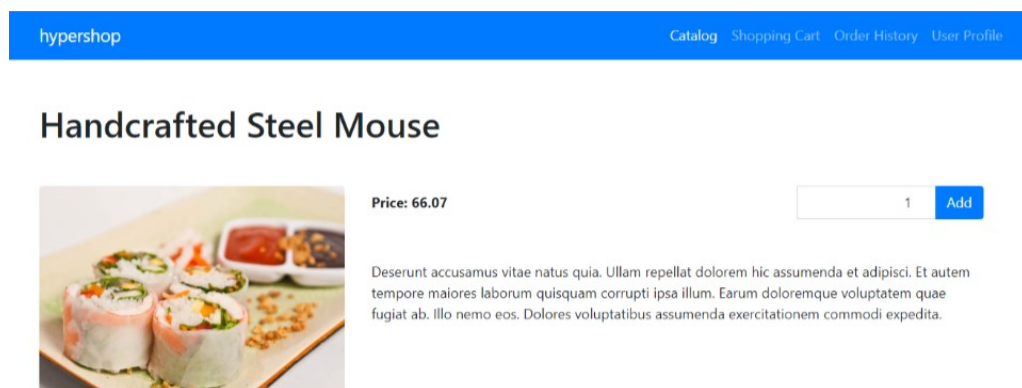 hypershop
Catalog Shopping Cart Order History User Profile
Handcrafted Steel Mouse
Price: 66.07
1 Add
Deserunt accusamus vitae natus quia. Ullam repellat dolorem hic assumenda et adipisci. Et autem
tempore maiores laborum quisquam corrupti ipsa illum. Earum doloremque voluptatem quae
fugiat ab. Illo nemo eos. Dolores voluptatibus assumenda exercitationem commodi expedita.